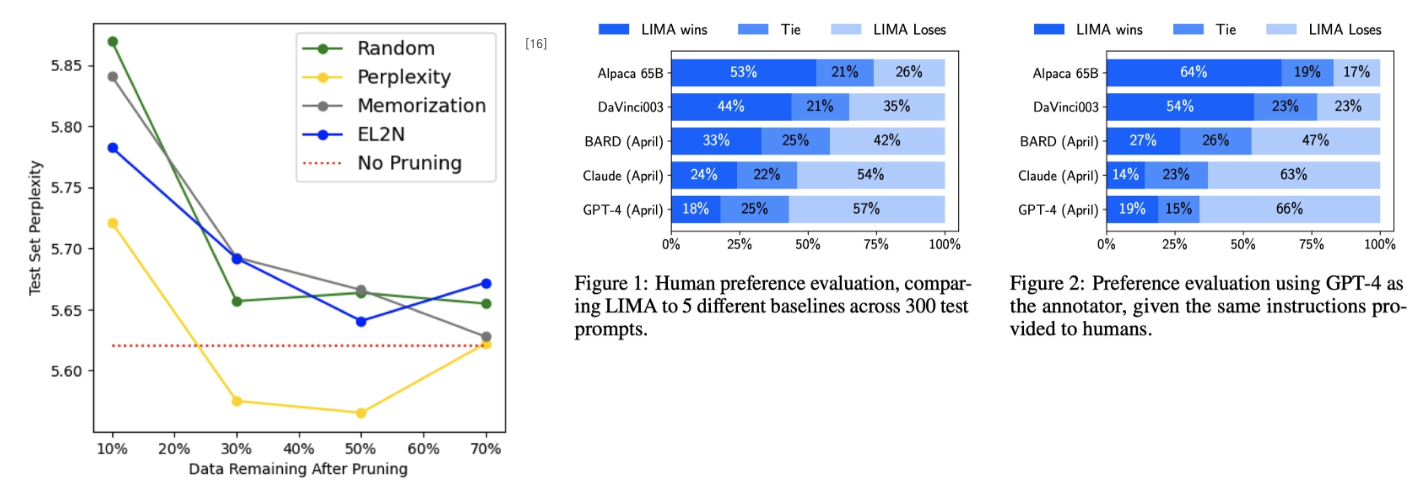 Test Set Perplexity
5.85
5.80
5.75
5.70
5.65
5.60
Random
Perplexity
Memorization
EL2N
No Pruning
10%
20%
30%
40%
50%
60%
70%
Data Remaining After Pruning
[16]
LIMA wins
Tie
LIMA Loses
Alpaca 65B
53%
21%
26%
DaVinci003
44%
21%
35%
BARD (April)
33%
25%
42%
Claude (April)
24%
22%
54%
GPT-4 (April)
18%
25%
57%
0%
25%
50%
75%
100%
Figure 1: Human preference evaluation, compar-
ing LIMA to 5 different baselines across 300 test
prompts.
LIMA wins
Tie
LIMA Loses
Alpaca 65B
64%
19%
17%
DaVinci003
54%
23%
23%
BARD (April)
27%
26%
47%
Claude (April)
14%
23%
63%
GPT-4 (April)
19%
15%
66%
0%
25%
50%
75%
100%
Figure 2: Preference evaluation using GPT-4 as
the annotator, given the same instructions pro-
vided to humans.